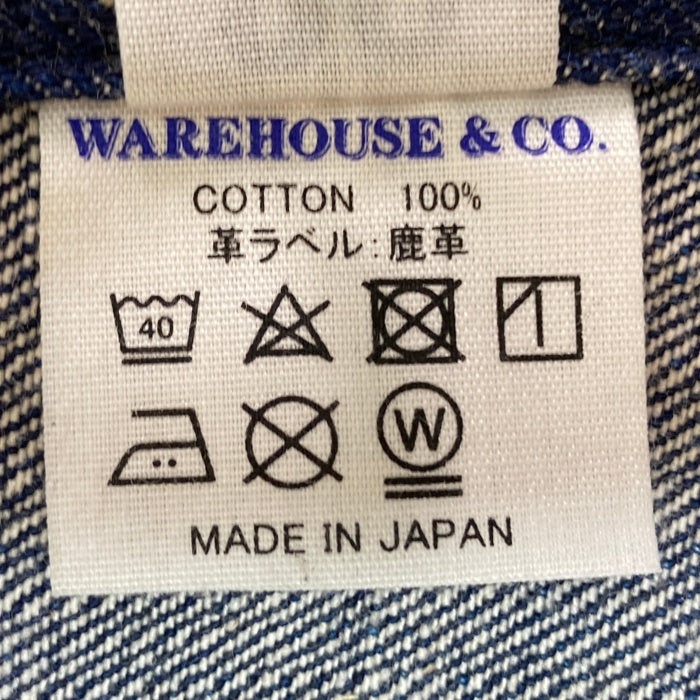 WAREHOUSE & CO.
COTTON 100%
革ラベル:鹿革
40
W
MADE IN JAPAN